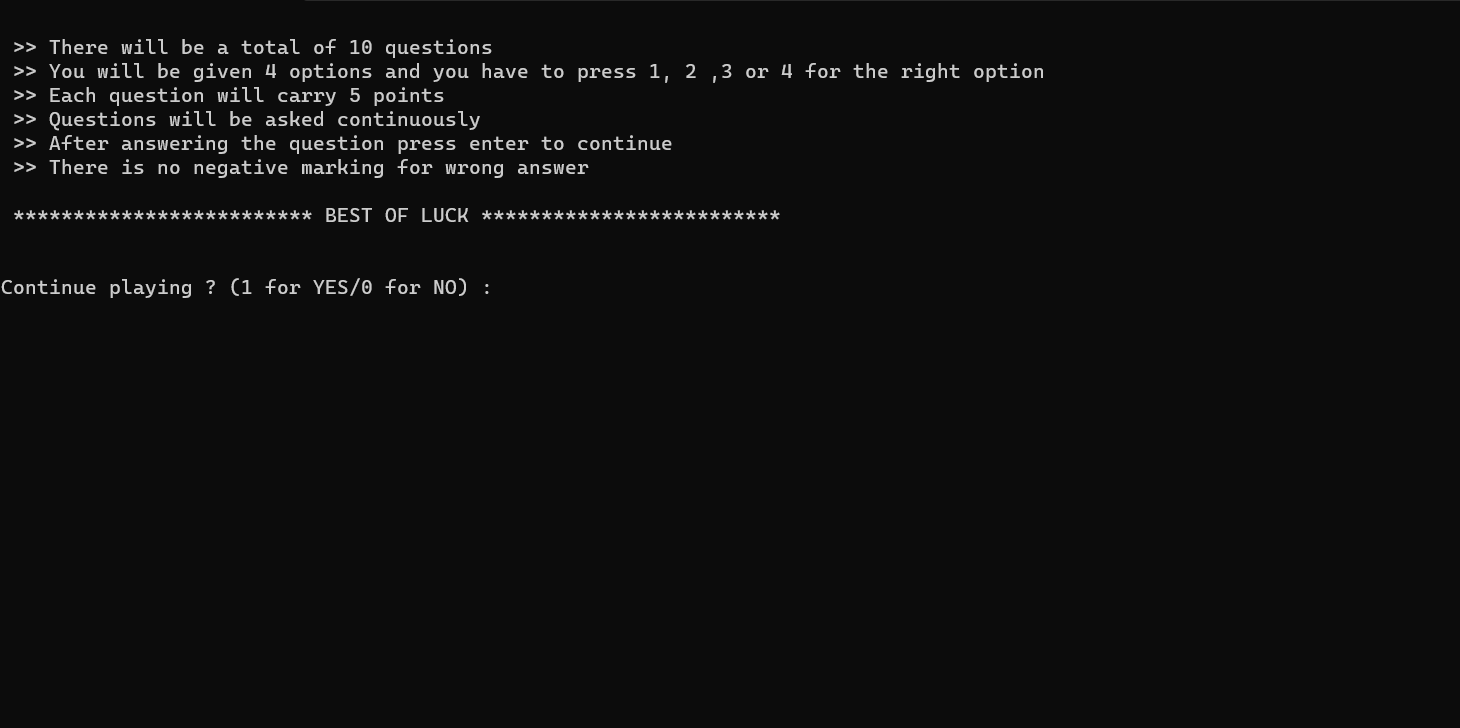 >> There will be a total of 10 questions
>> You will be given 4 options and you have to press 1, 2 ,3 or 4 for the right option
>> Each question will carry 5 points
>> Questions will be asked continuously
>> After answering the question press enter to continue
>> There is no negative marking for wrong answer
************************* BEST OF LUCK *************************
Continue playing ? (1 for YES/0 for NO) :